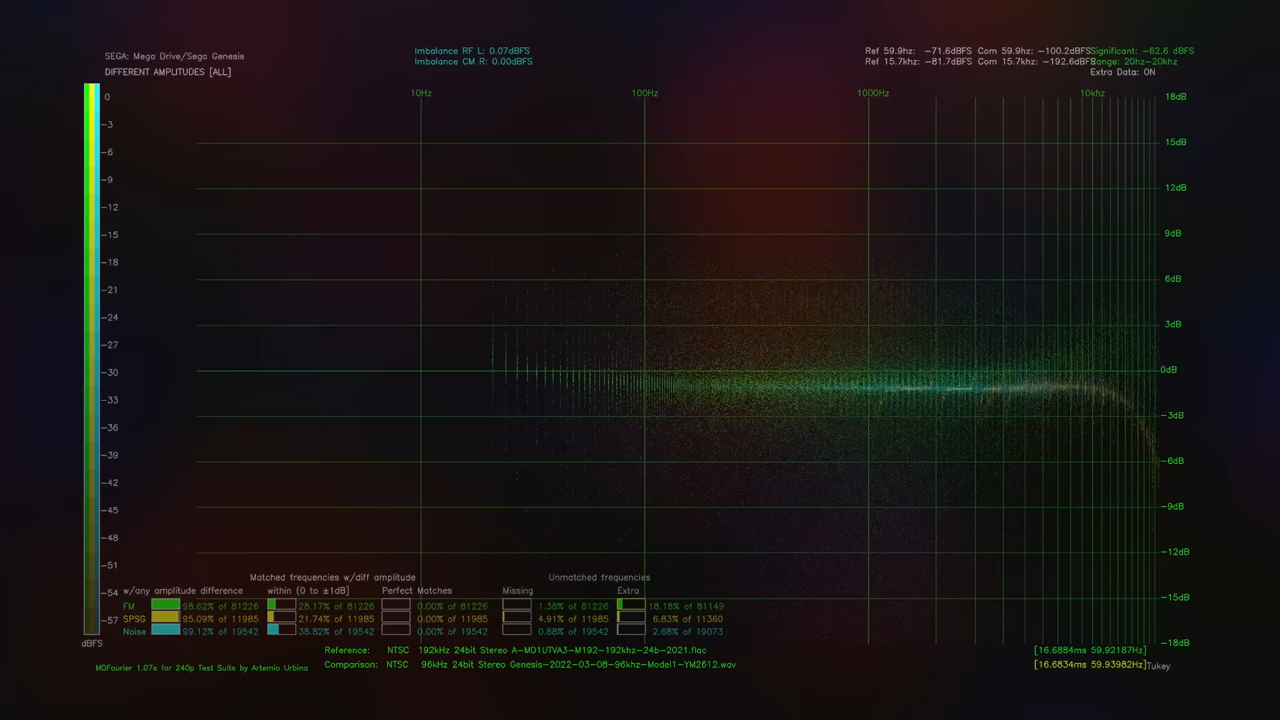 SEGA: Mega Drive/Sega Genesis
DIFFERENT AMPLITUDES [ALL]
Imbalance RF L: 0.07dBFS
Imbalance CM R: 0.00dBFS
Ref 59.9hz: -71.6dBFS Com 59.9hz: -100.2dBFS Significant: -62.6 dBFS
Ref 15.7khz: -81.7dBFS Com 15.7khz: -192.6dBFS Range: 20hz-20khz
Extra Data: ON
10Hz 100Hz 1000Hz 10khz
0
-3
-6
-9
-12
-15
-18
-21
-24
-27
-30
-33
-36
-39
-42
-45
-48
-51
-54
-57
dBFS
18dB
15dB
12dB
9dB
6dB
3dB
0dB
-3dB
-6dB
-9dB
-12dB
-15dB
-18dB
Matched frequencies w/diff amplitude Unmatched frequencies
w/any amplitude difference within (0 to ±1dB] Perfect Matches Missing Extra
FM 98.62% of 81226 28.17% of 81226 0.00% of 81226 1.38% of 81226 18.18% of 81149
SPSG 95.09% of 11985 21.74% of 11985 0.00% of 11985 4.91% of 11985 6.83% of 11360
Noise 99.12% of 19542 38.82% of 19542 0.00% of 19542 0.88% of 19542 2.68% of 19073
Reference: NTSC 192kHz 24bit Stereo A-MD1UTVA3-M192-192khz-24b-2021.flac
Comparison: NTSC 96kHz 24bit Stereo Genesis-2022-03-08-96khz-Model1-YM2612.wav
MDFourier 1.07e for 240p Test Suite by Artemio Urbina
[16.6884ms 59.92187Hz]
[16.6834ms 59.93982Hz] Tukey